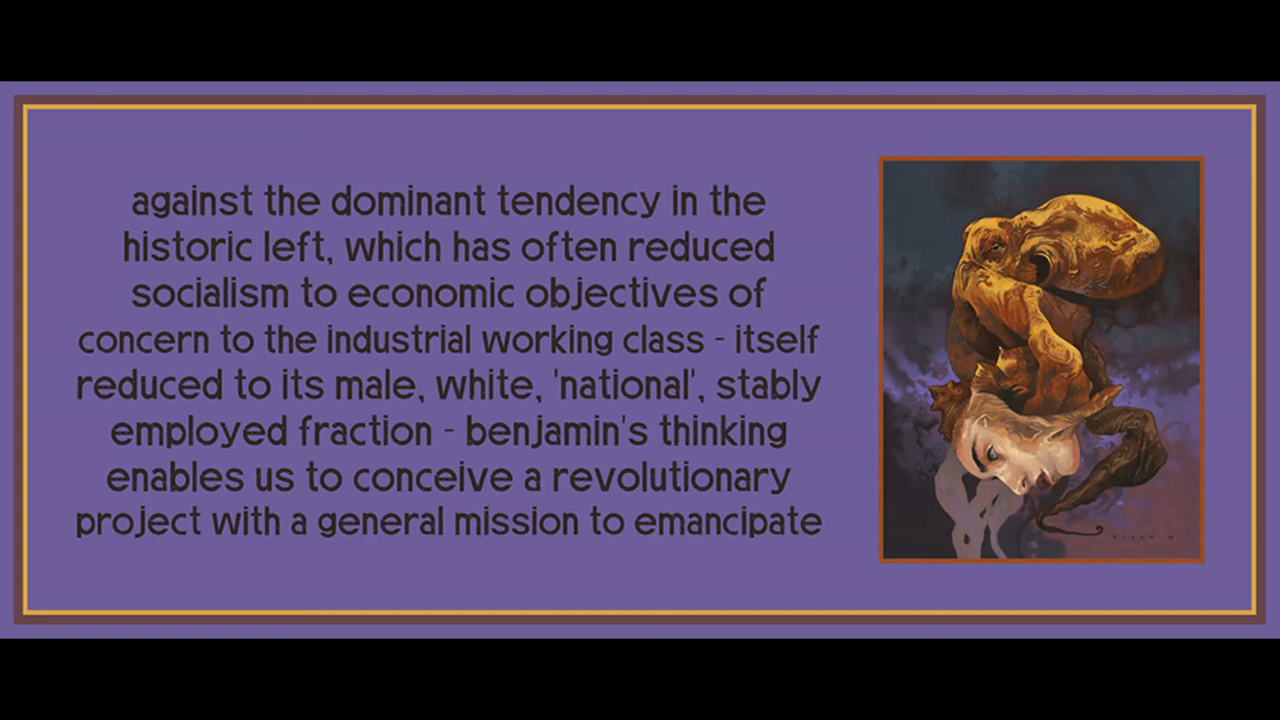 against the dominant tendency in the
historic left, which has often reduced
socialism to economic objectives of
concern to the industrial working class - itself
reduced to its male, white, 'national', stably
employed fraction - benjamin's thinking
enables us to conceive a revolutionary
project with a general mission to emancipate